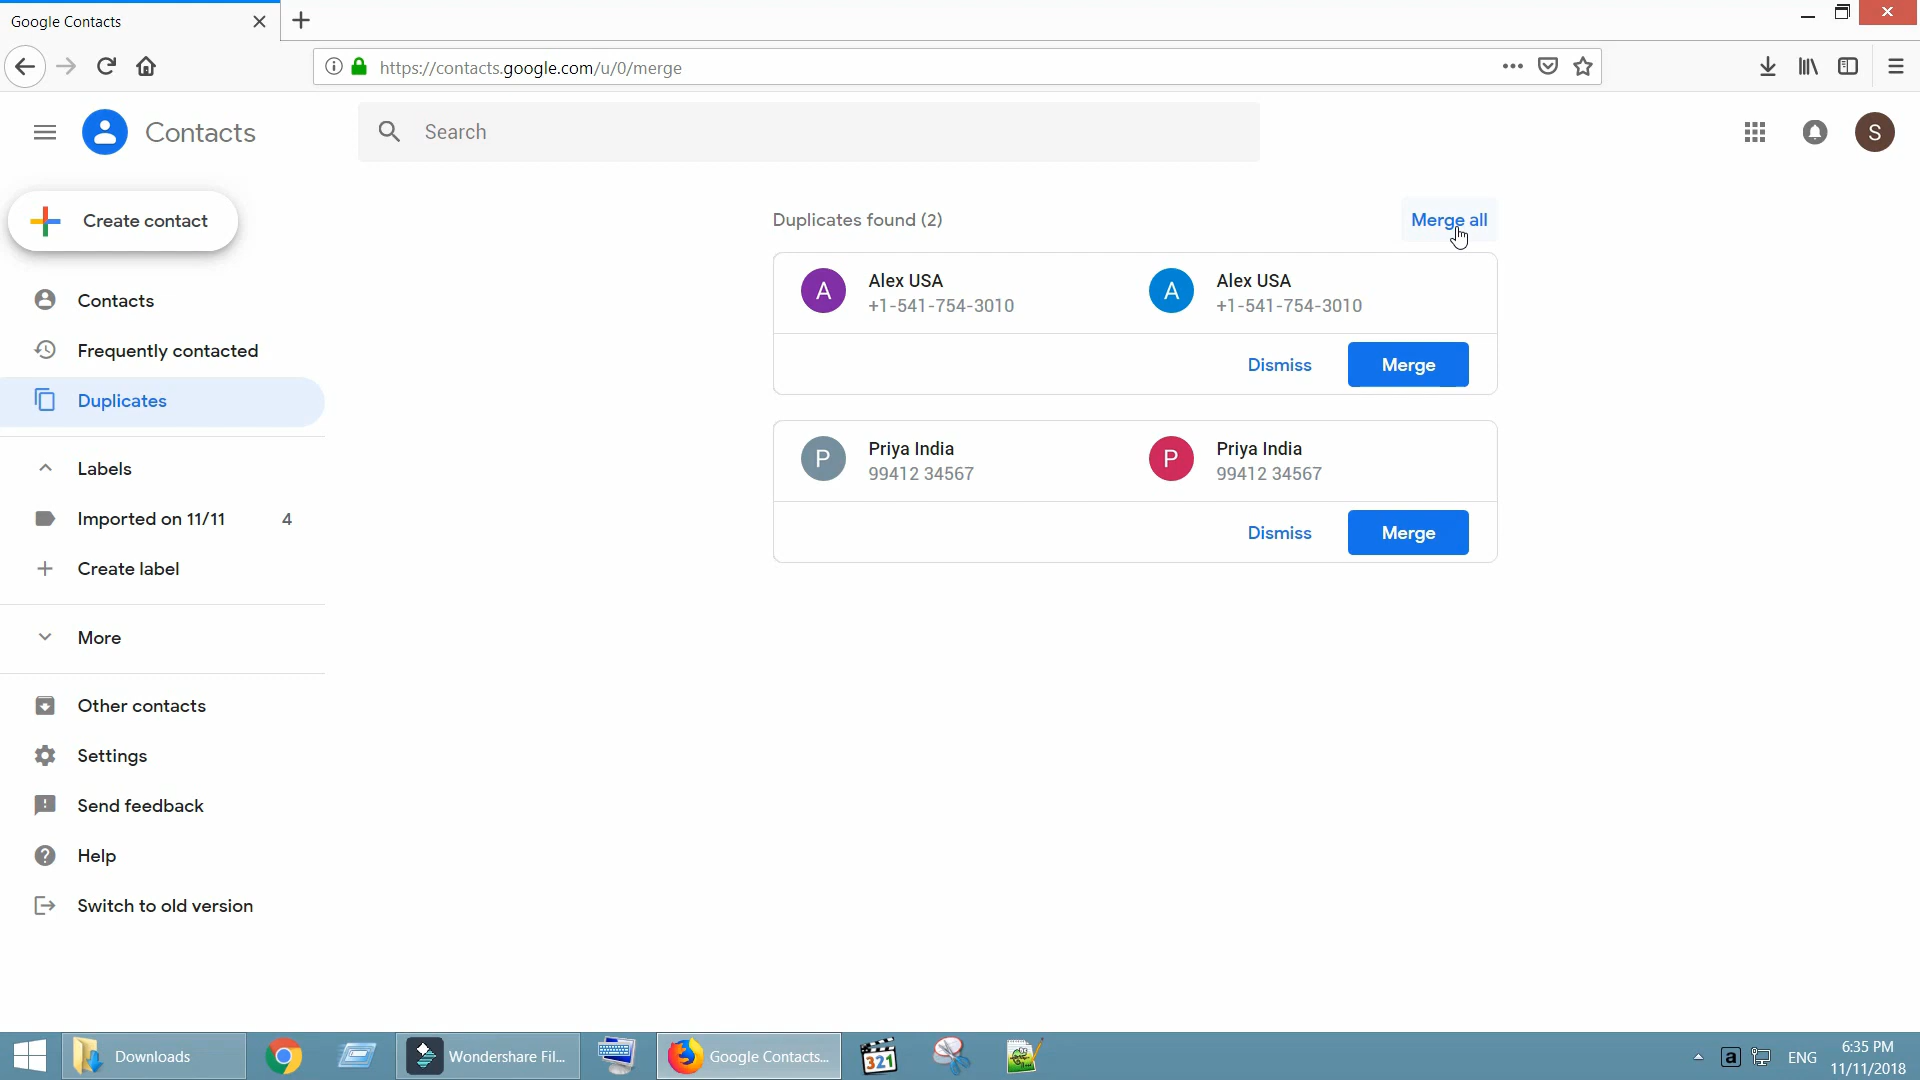 Google Contacts
https://contacts.google.com/u/0/merge
Contacts
Search
S
Create contact
Duplicates found (2)
Merge all
Contacts
Frequently contacted
Duplicates
Labels
Imported on 11/11 4
Create label
More
Other contacts
Settings
Send feedback
Help
Switch to old version
A Alex USA
+1-541-754-3010
A Alex USA
+1-541-754-3010
Dismiss Merge
P Priya India
99412 34567
P Priya India
99412 34567
Dismiss Merge
Downloads
Wondershare Fil...
Google Contacts...
321
a
ENG
6:35 PM
11/11/2018